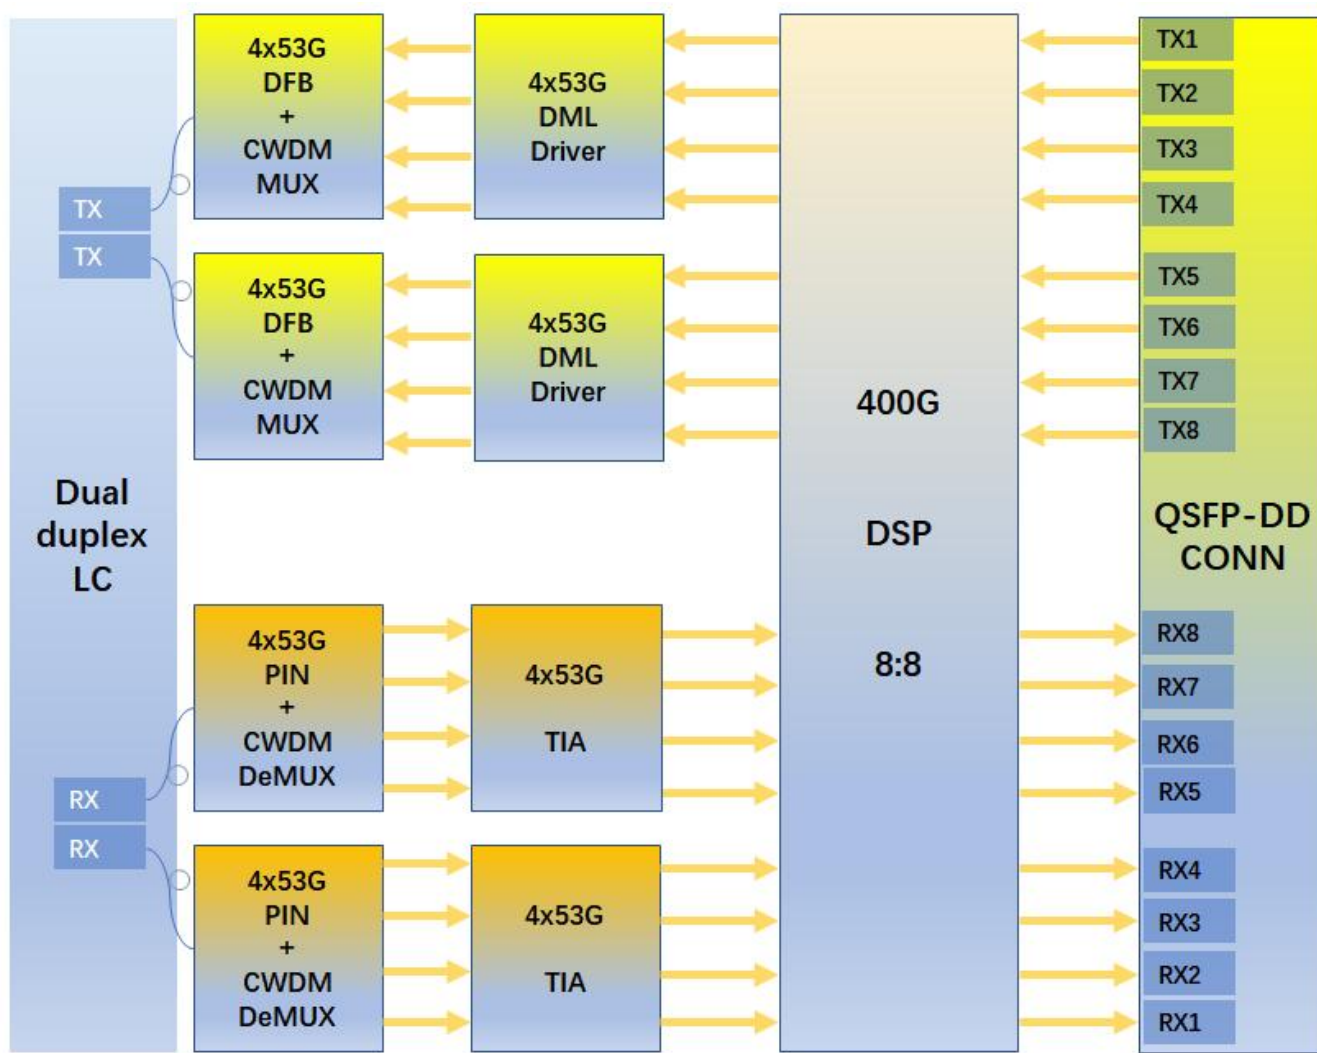 Dual
duplex
LC
TX
TX
RX
RX
4x53G
DFB
+
CWDM
MUX
4x53G
DFB
+
CWDM
MUX
4x53G
PIN
+
CWDM
DeMUX
4x53G
PIN
+
CWDM
DeMUX
4x53G
DML
Driver
4x53G
DML
Driver
4x53G
TIA
4x53G
TIA
400G
DSP
8:8
TX1
TX2
TX3
TX4
TX5
TX6
TX7
TX8
QSFP-DD
CONN
RX8
RX7
RX6
RX5
RX4
RX3
RX2
RX1